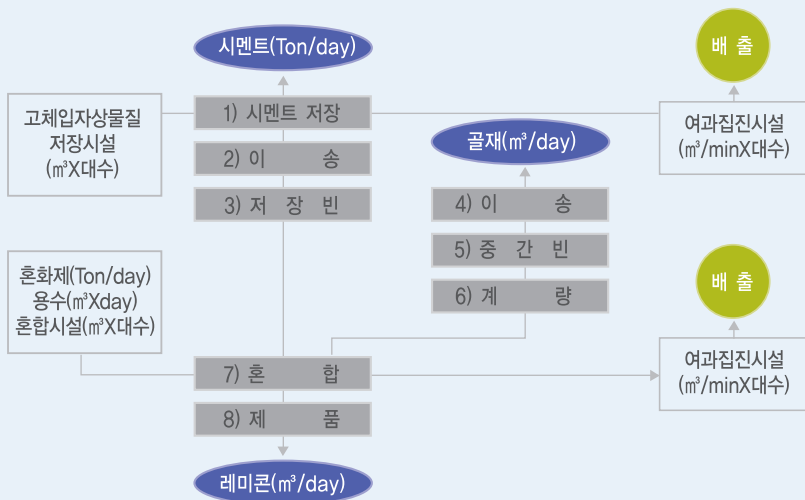 시멘트(Ton/day)
배 출
고체입자상물질
저장시설
(㎥X대수)
1) 시멘트 저장
2) 이 송
3) 저 장 빈
골재(㎥/day)
여과집진시설
(㎥/minX대수)
4) 이 송
5) 중 간 빈
6) 계 량
혼화제(Ton/day)
용수(㎥Xday)
혼합시설(㎥X대수)
배 출
7) 혼 합
8) 제 품
여과집진시설
(㎥/minX대수)
레미콘(㎥/day)